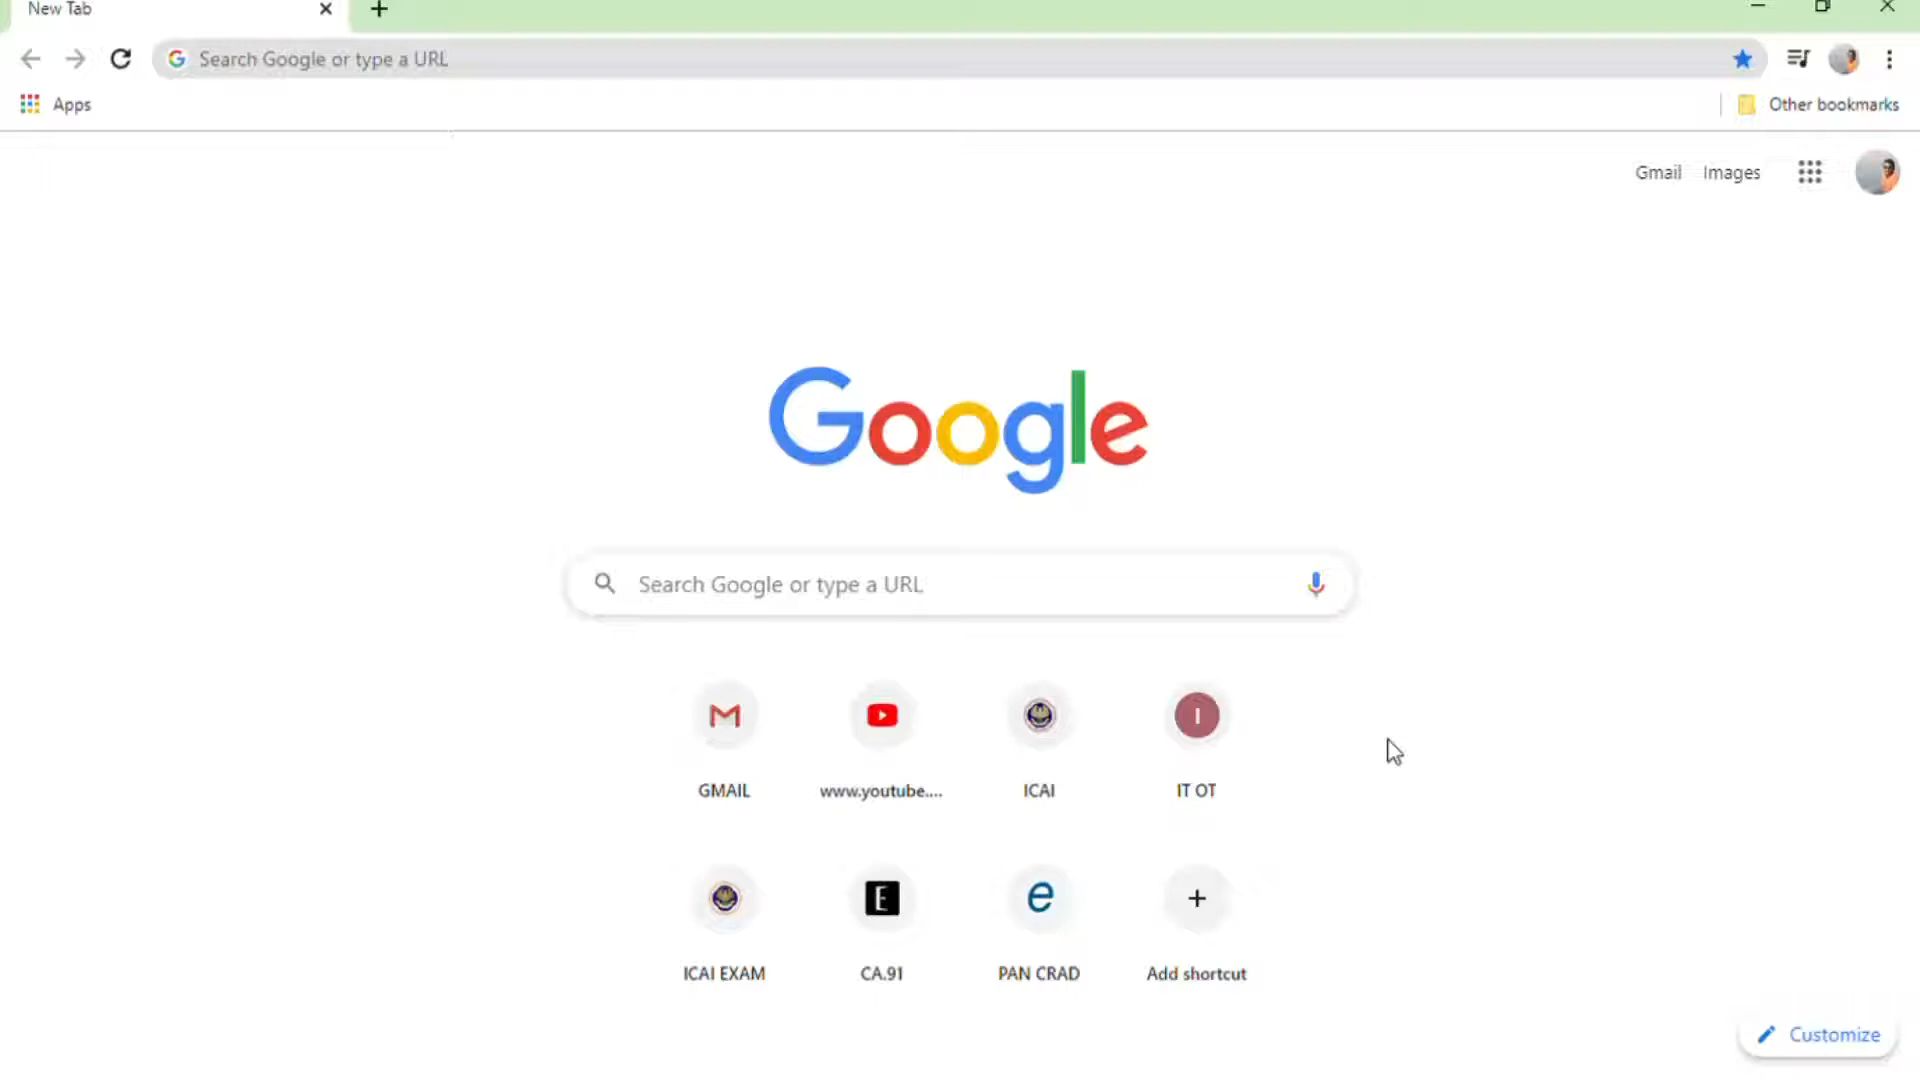 New Tab
Search Google or type a URL
Apps
Other bookmarks
Gmail Images
Google
Search Google or type a URL
GMAIL www.youtube.... ICAI I IT OT
E e
ICAI EXAM CA.91 PAN CRAD Add shortcut
Customize